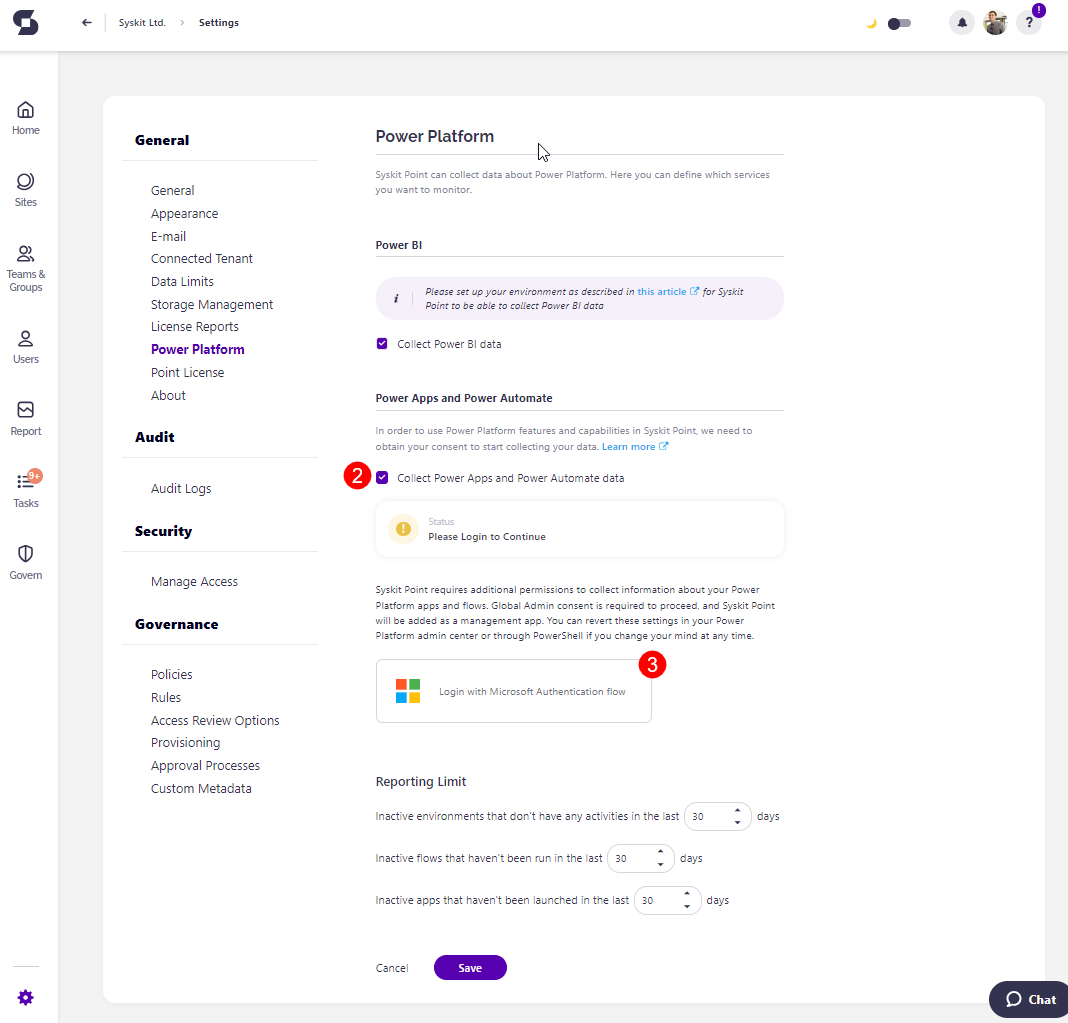 Syskit Ltd.
Settings
!
?
Home
Sites
Teams &
Groups
Users
Report
9+
Tasks
Govern
General
General
Appearance
E-mail
Connected Tenant
Data Limits
Storage Management
License Reports
Power Platform
Point License
About
Audit
Audit Logs
Security
Manage Access
Governance
Policies
Rules
Access Review Options
Provisioning
Approval Processes
Custom Metadata
Power Platform
Syskit Point can collect data about Power Platform. Here you can define which services
you want to monitor.
Power BI
i
Please set up your environment as described in this article for Syskit
Point to be able to collect Power BI data
Collect Power BI data
Power Apps and Power Automate
In order to use Power Platform features and capabilities in Syskit Point, we need to
obtain your consent to start collecting your data. Learn more
2
Collect Power Apps and Power Automate data
!
Status
Please Login to Continue
Syskit Point requires additional permissions to collect information about your Power
Platform apps and flows. Global Admin consent is required to proceed, and Syskit Point
will be added as a management app. You can revert these settings in your Power
Platform admin center or through PowerShell if you change your mind at any time.
3
Login with Microsoft Authentication flow
Reporting Limit
Inactive environments that don't have any activities in the last 30 days
Inactive flows that haven't been run in the last 30 days
Inactive apps that haven't been launched in the last 30 days
Cancel
Save
Chat